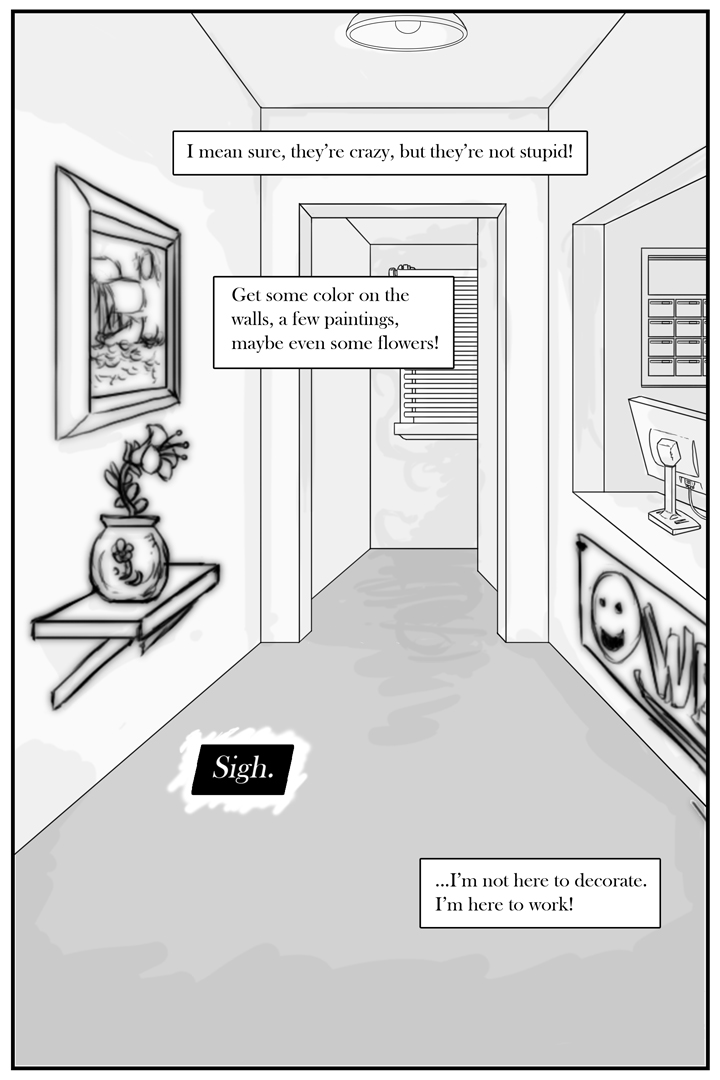 I mean sure, they're crazy, but they're not stupid!
Get some color on the
walls, a few paintings,
maybe even some flowers!
Sigh.
...I'm not here to decorate.
I'm here to work!